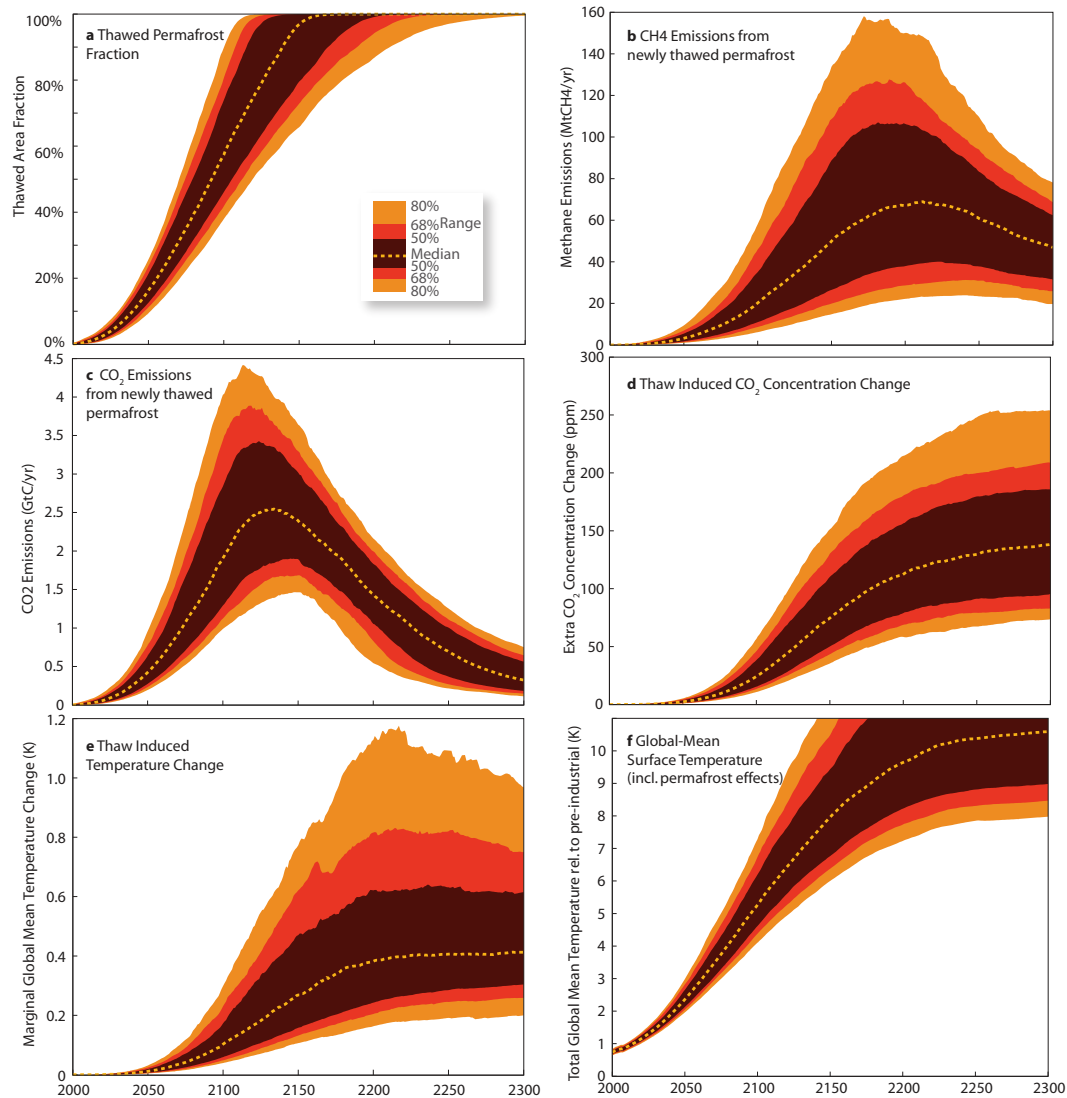 a Thawed Permafrost
Fraction
Thawed Area Fraction
100%
80%
60%
40%
20%
0%
80%
68% Range
50%
Median
50%
68%
80%
b CH4 Emissions from
newly thawed permafrost
Methane Emissions (MtCH4/yr)
160
140
120
100
80
60
40
20
0
c CO₂ Emissions
from newly thawed
permafrost
CO2 Emissions (GtC/yr)
4.5
4
3.5
3
2.5
2
1.5
1
0.5
0
d Thaw Induced CO₂ Concentration Change
Extra CO₂ Concentration Change (ppm)
300
250
200
150
100
50
0
e Thaw Induced
Temperature Change
Marginal Global Mean Temperature Change (K)
1.2
1.0
0.8
0.6
0.4
0.2
0
2000 2050 2100 2150 2200 2250 2300
f Global-Mean
Surface Temperature
(incl. permafrost effects)
Total Global Mean Temperature rel. to pre-industrial (K)
10
9
8
7
6
5
4
3
2
1
0
2000 2050 2100 2150 2200 2250 2300